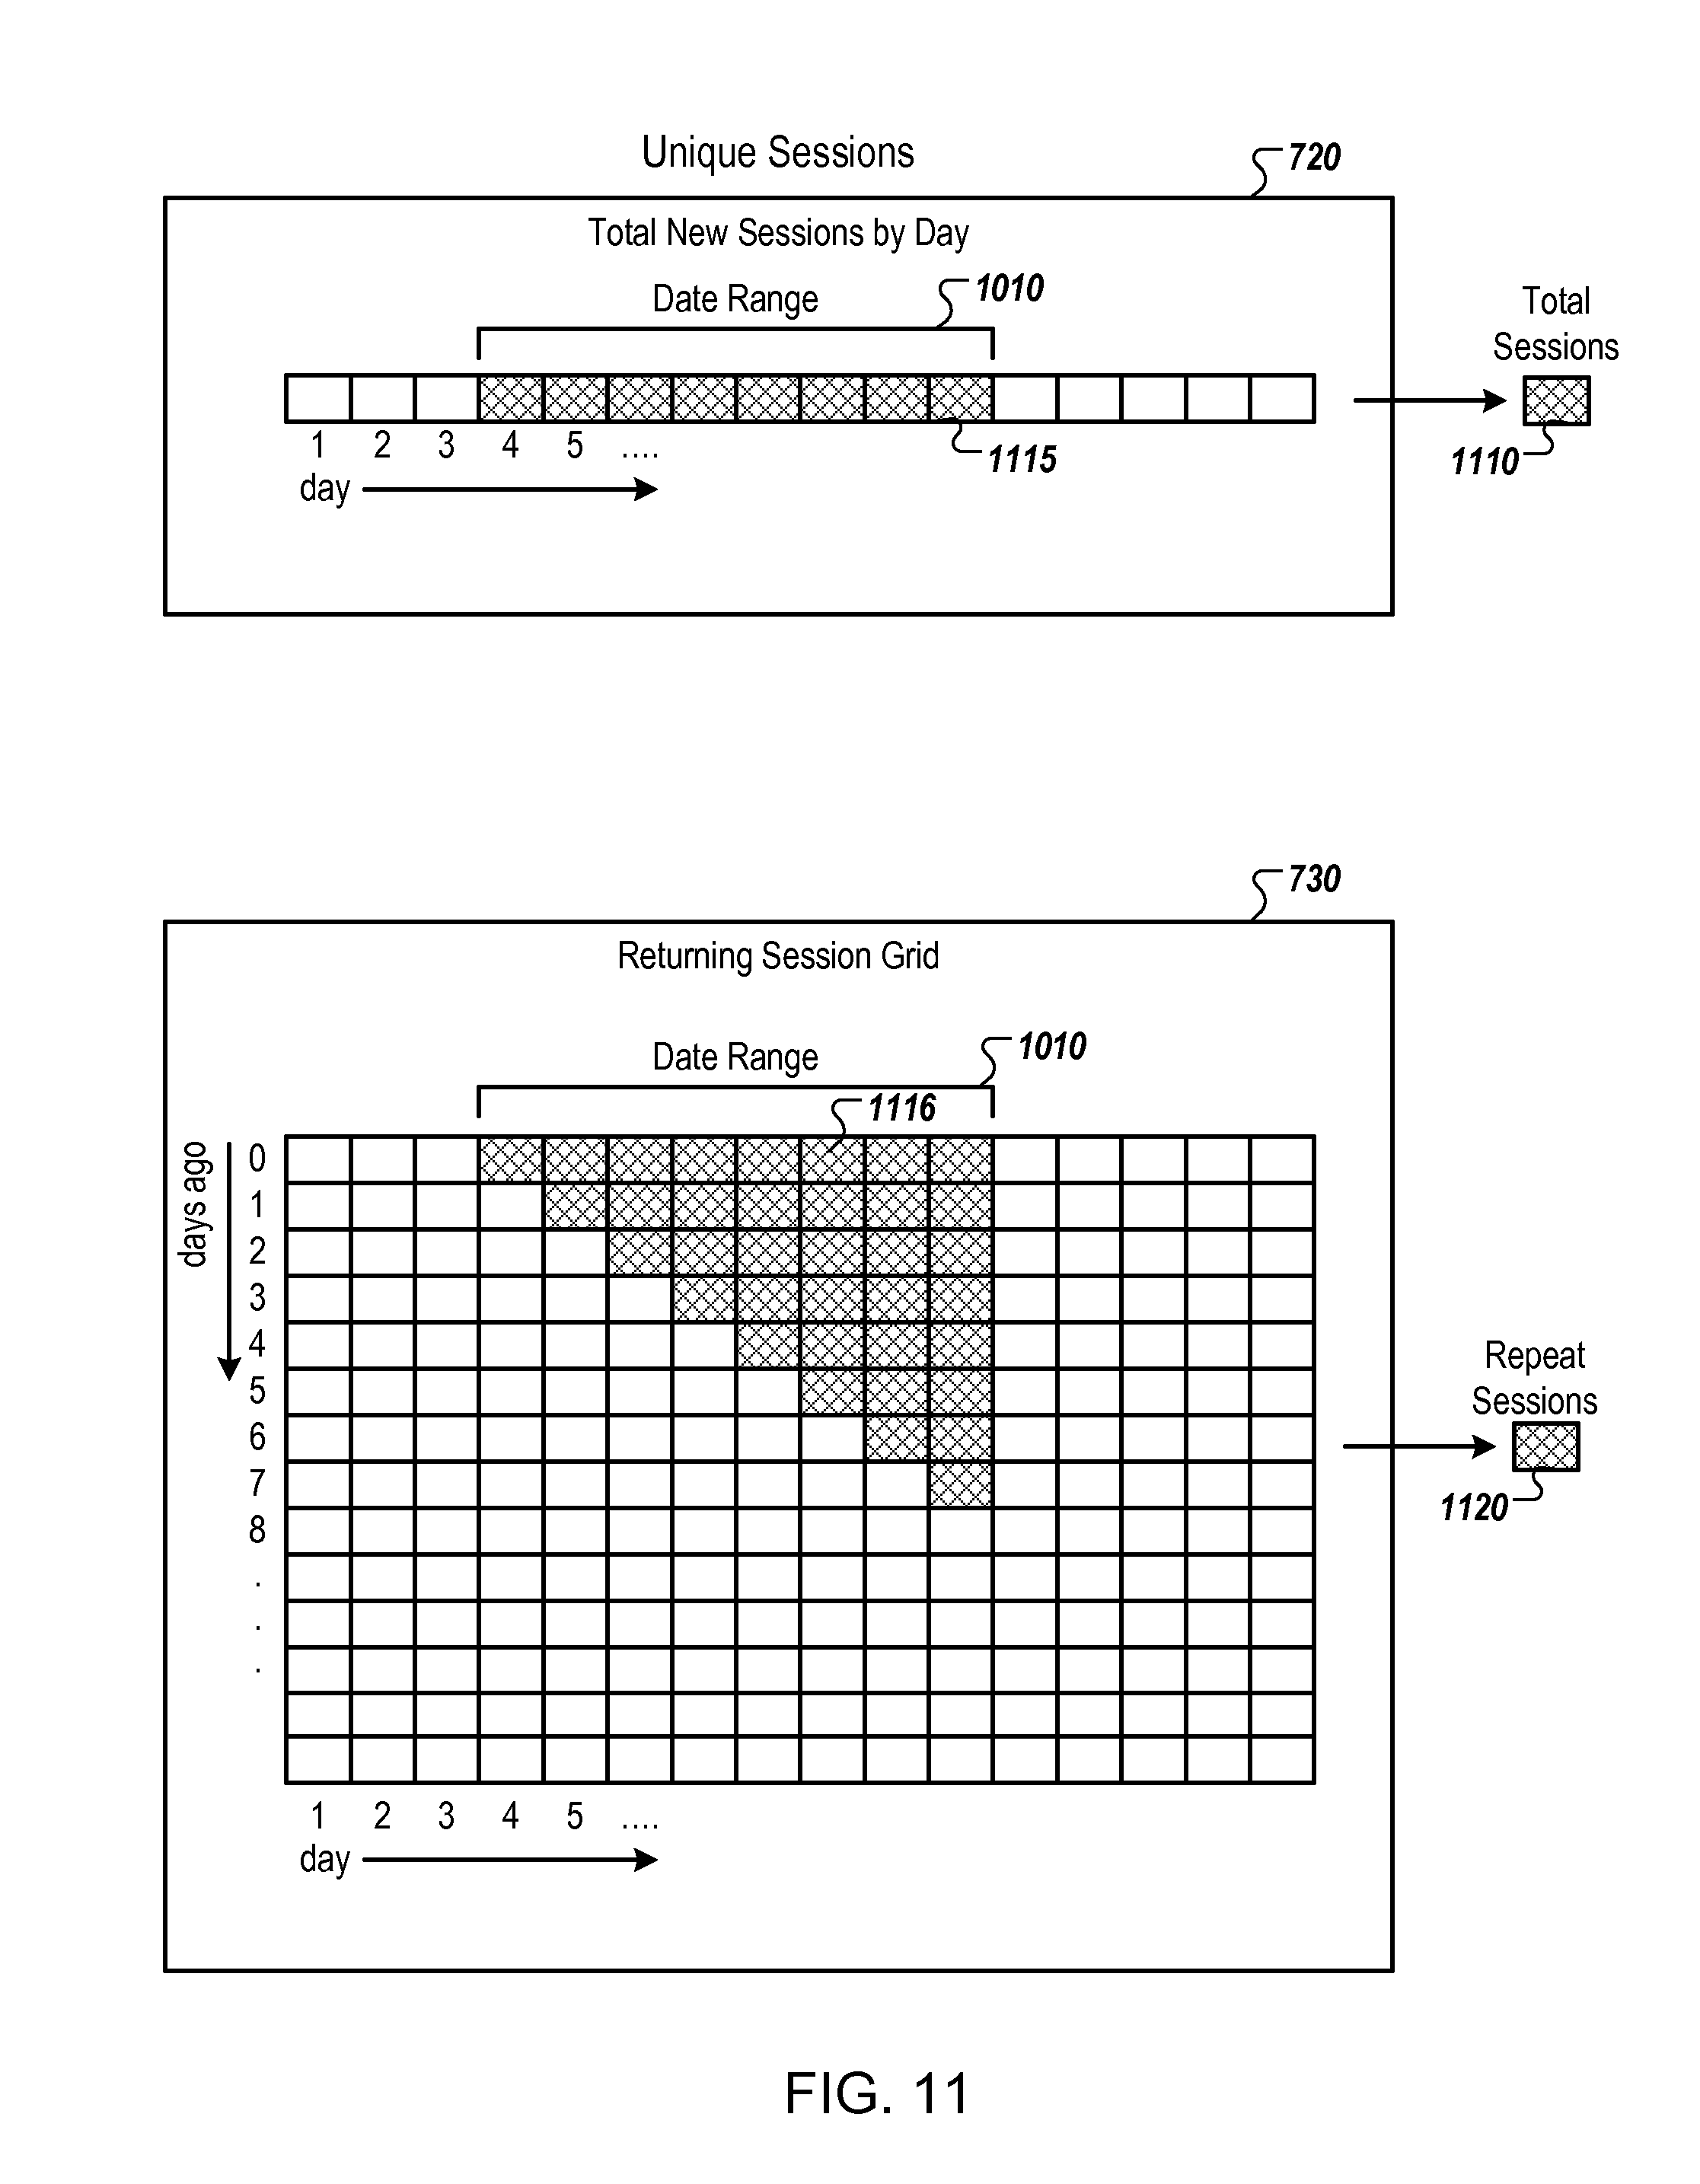 Unique Sessions
720
Total New Sessions by Day
Date Range
1010
Total
Sessions
1 2 3 4 5 ....
1115
1110
day
730
Returning Session Grid
Date Range
1010
1116
days ago
0
1
2
3
4
5
6
7
8
.
.
.
Repeat
Sessions
1120
1 2 3 4 5 ....
day
FIG. 11